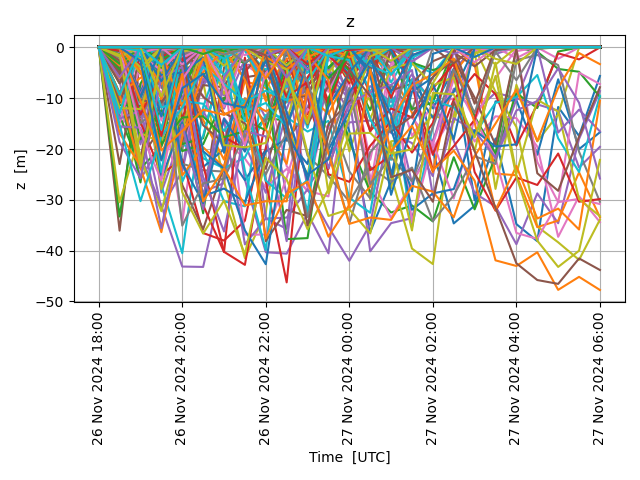 z
0
−10
−20
−30
−40
−50
z [m]
26 Nov 2024 18:00
26 Nov 2024 20:00
26 Nov 2024 22:00
27 Nov 2024 00:00
27 Nov 2024 02:00
27 Nov 2024 04:00
27 Nov 2024 06:00
Time [UTC]